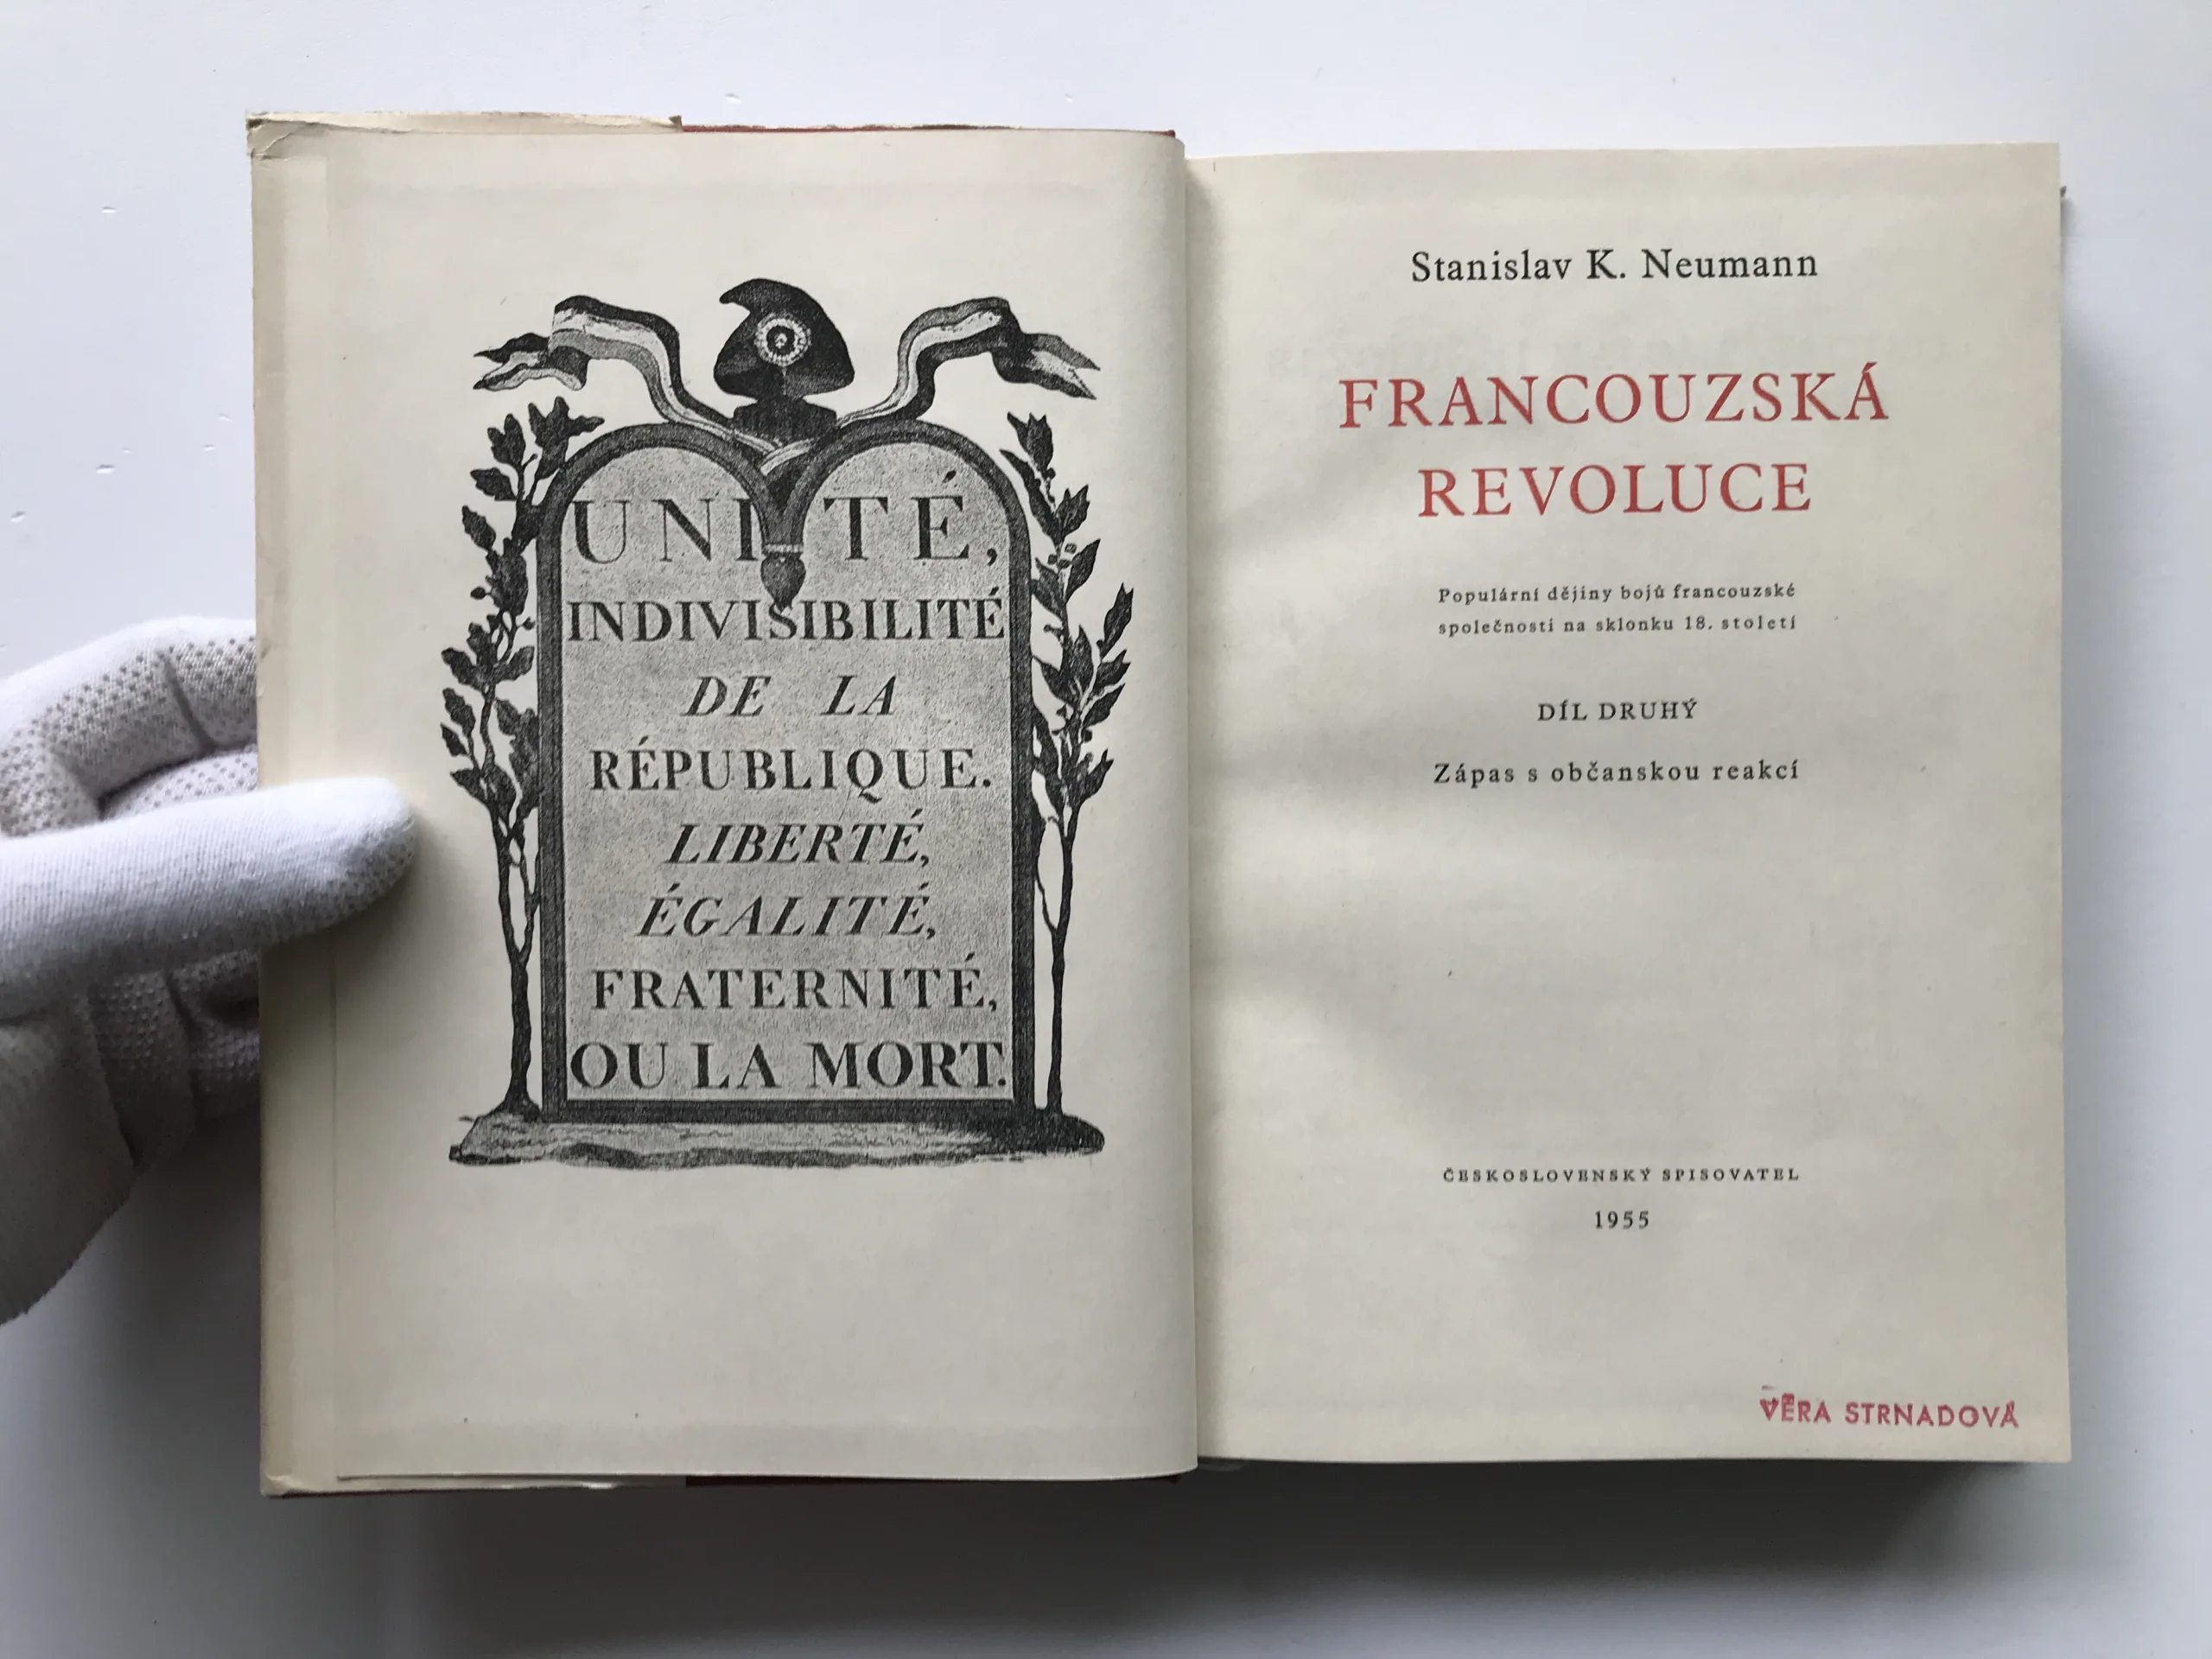 UNITÉ,
INDIVISIBILITÉ
DE LA
RÉPUBLIQUE.
LIBERTÉ,
ÉGALITÉ,
FRATERNITÉ,
OU LA MORT.
Stanislav K. Neumann
FRANCOUZSKÁ
REVOLUCE
Populární dějiny bojů francouzské
společnosti na sklonku 18. století
DÍL DRUHÝ
Zápas s občanskou reakcí
ČESKOSLOVENSKÝ SPISOVATEL
1955
VĚRA STRNADOVÁ